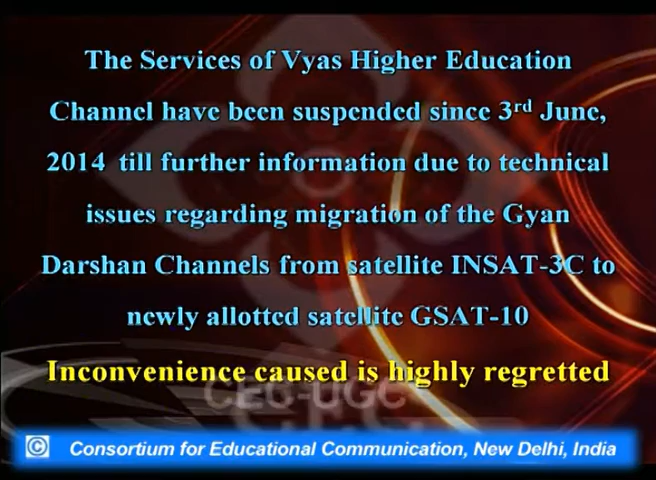 The Services of Vyas Higher Education
Channel have been suspended since 3rd June,
2014 till further information due to technical
issues regarding migration of the Gyan
Darshan Channels from satellite INSAT-3C to
newly allotted satellite GSAT-10
Inconvenience caused is highly regretted
CEC-UGC
© Consortium for Educational Communication, New Delhi, India